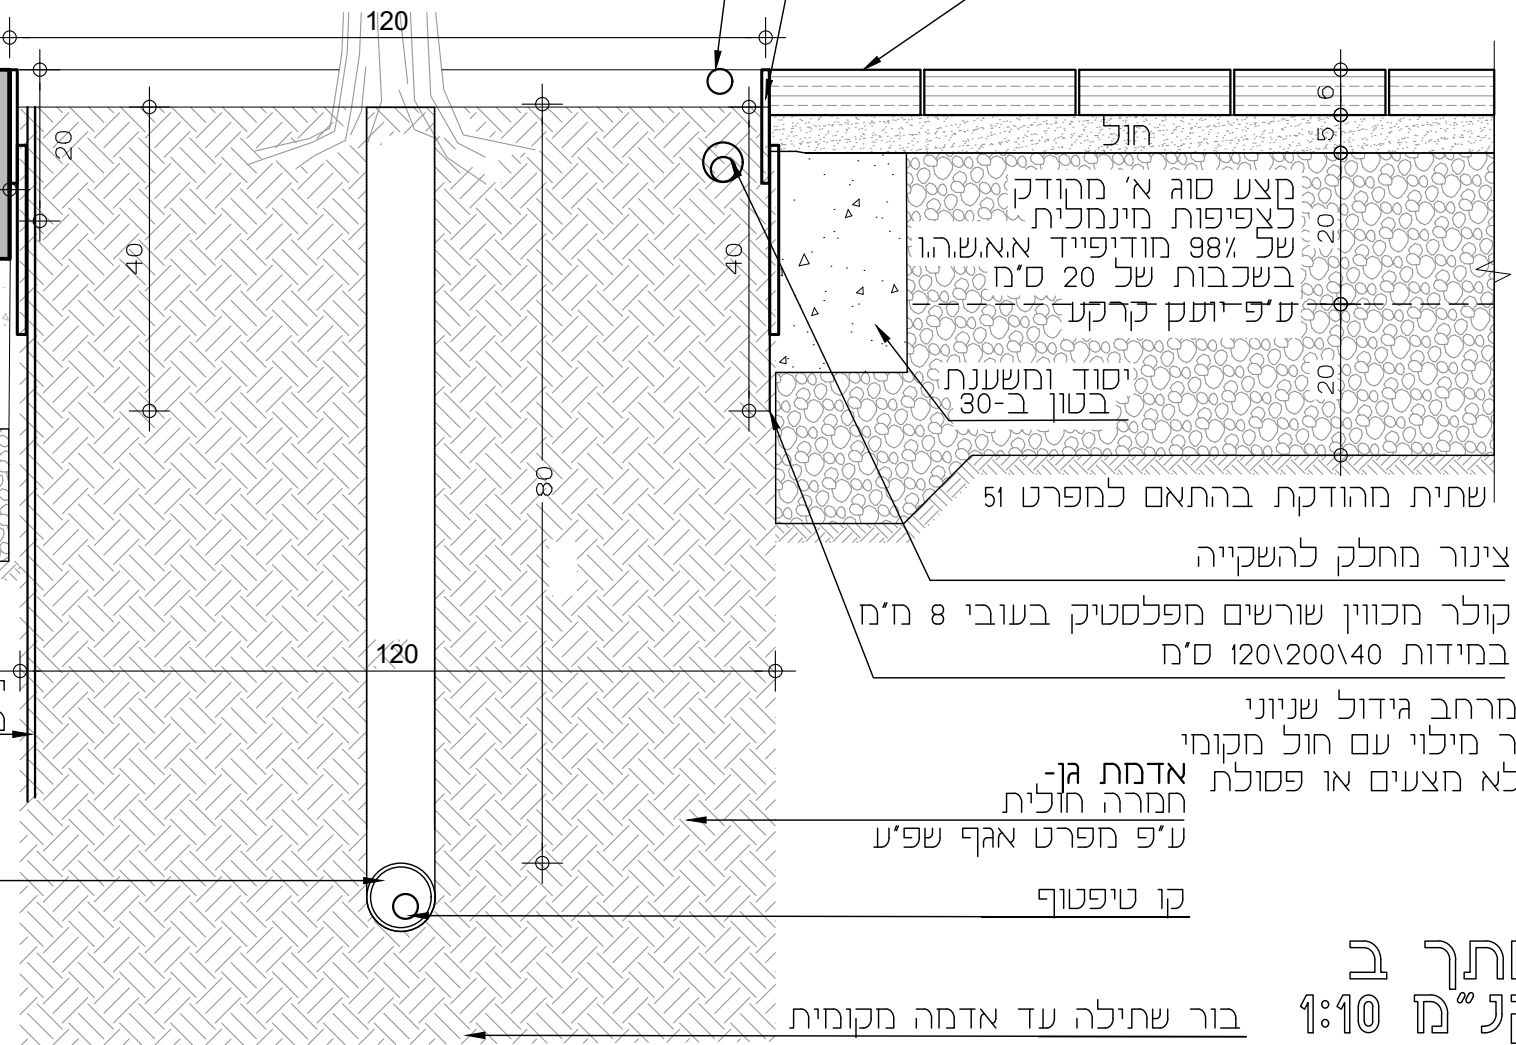 120
20
40
80
40
120
6
5
20
20
חול
מצע סוג א' מהודק
לצפיפות מינמלית
של 98% מודיפייד א.א.ש.ה.ו
בשכבות של 20 ס"מ
ע"פ יועץ קרקע
יסוד ומשענת
בטון ב-30
שתית מהודקת בהתאם למפרט 51
צינור מחלק להשקייה
קולר מכווין שורשים מפלסטיק בעובי 8 מ"מ
במידות 120\200\40 ס"מ
מרחב גידול שניוני
ר מילוי עם חול מקומי
לא מצעים או פסולת
אדמת גן-
חמרה חולית
ע"פ מפרט אגף שפ"ע
קו טיפטוף
בור שתילה עד אדמה מקומית
תך ב
קנ"מ 1:10